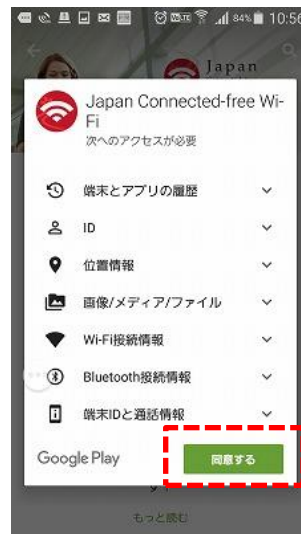 84% 10:56
Japan
Japan Connected-free Wi-
Fi
次へのアクセスが必要
端末とアプリの履歴
ID
位置情報
画像/メディア/ファイル
Wi-Fi接続情報
Bluetooth接続情報
端末IDと通話情報
Google Play
同意する
もっと読む